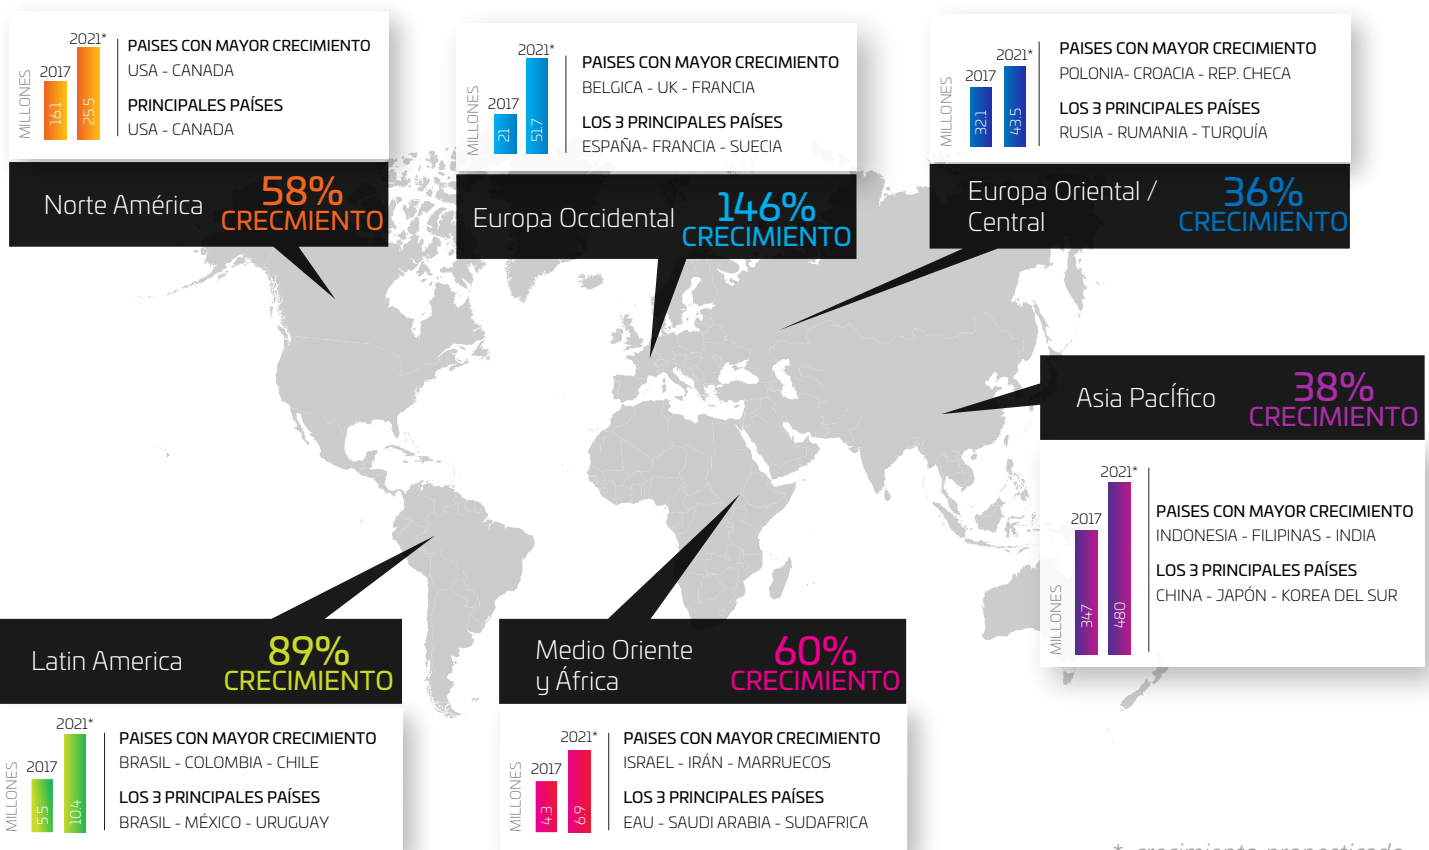 2021*
2017
MILLONES
16.1
25.5
PAISES CON MAYOR CRECIMIENTO
USA - CANADA
PRINCIPALES PAÍSES
USA - CANADA
Norte América
58%
CRECMIENTO
2021*
2017
MILLONES
21
51.7
PAISES CON MAYOR CRECIMIENTO
BELGICA - UK - FRANCIA
LOS 3 PRINCIPALES PAÍSES
ESPAÑA- FRANCIA - SUECIA
Europa Occidental
146%
CRECIMIENTO
2021*
2017
MILLONES
32.1
43.5
PAISES CON MAYOR CRECIMIENTO
POLONIA- CROACIA - REP. CHECA
LOS 3 PRINCIPALES PAÍSES
RUSIA - RUMANIA - TURQUÍA
Europa Oriental /
Central
36%
CRECIMIENTO
Asia PacÍfico
38%
CRECIMIENTO
2021*
2017
MILLONES
347
480
PAISES CON MAYOR CRECIMIENTO
INDONESIA - FILIPINAS - INDIA
LOS 3 PRINCIPALES PAÍSES
CHINA - JAPÓN - KOREA DEL SUR
Latin America
89%
CRECIMIENTO
2021*
2017
MILLONES
5.5
10.4
PAISES CON MAYOR CRECIMIENTO
BRASIL - COLOMBIA - CHILE
LOS 3 PRINCIPALES PAÍSES
BRASIL - MÉXICO - URUGUAY
Medio Oriente
y África
60%
CRECIMIENTO
2021*
2017
MILLONES
4.3
6.9
PAISES CON MAYOR CRECIMIENTO
ISRAEL - IRÁN - MARRUECOS
LOS 3 PRINCIPALES PAÍSES
EAU - SAUDI ARABIA - SUDAFRICA
* crecimiento pronosticado